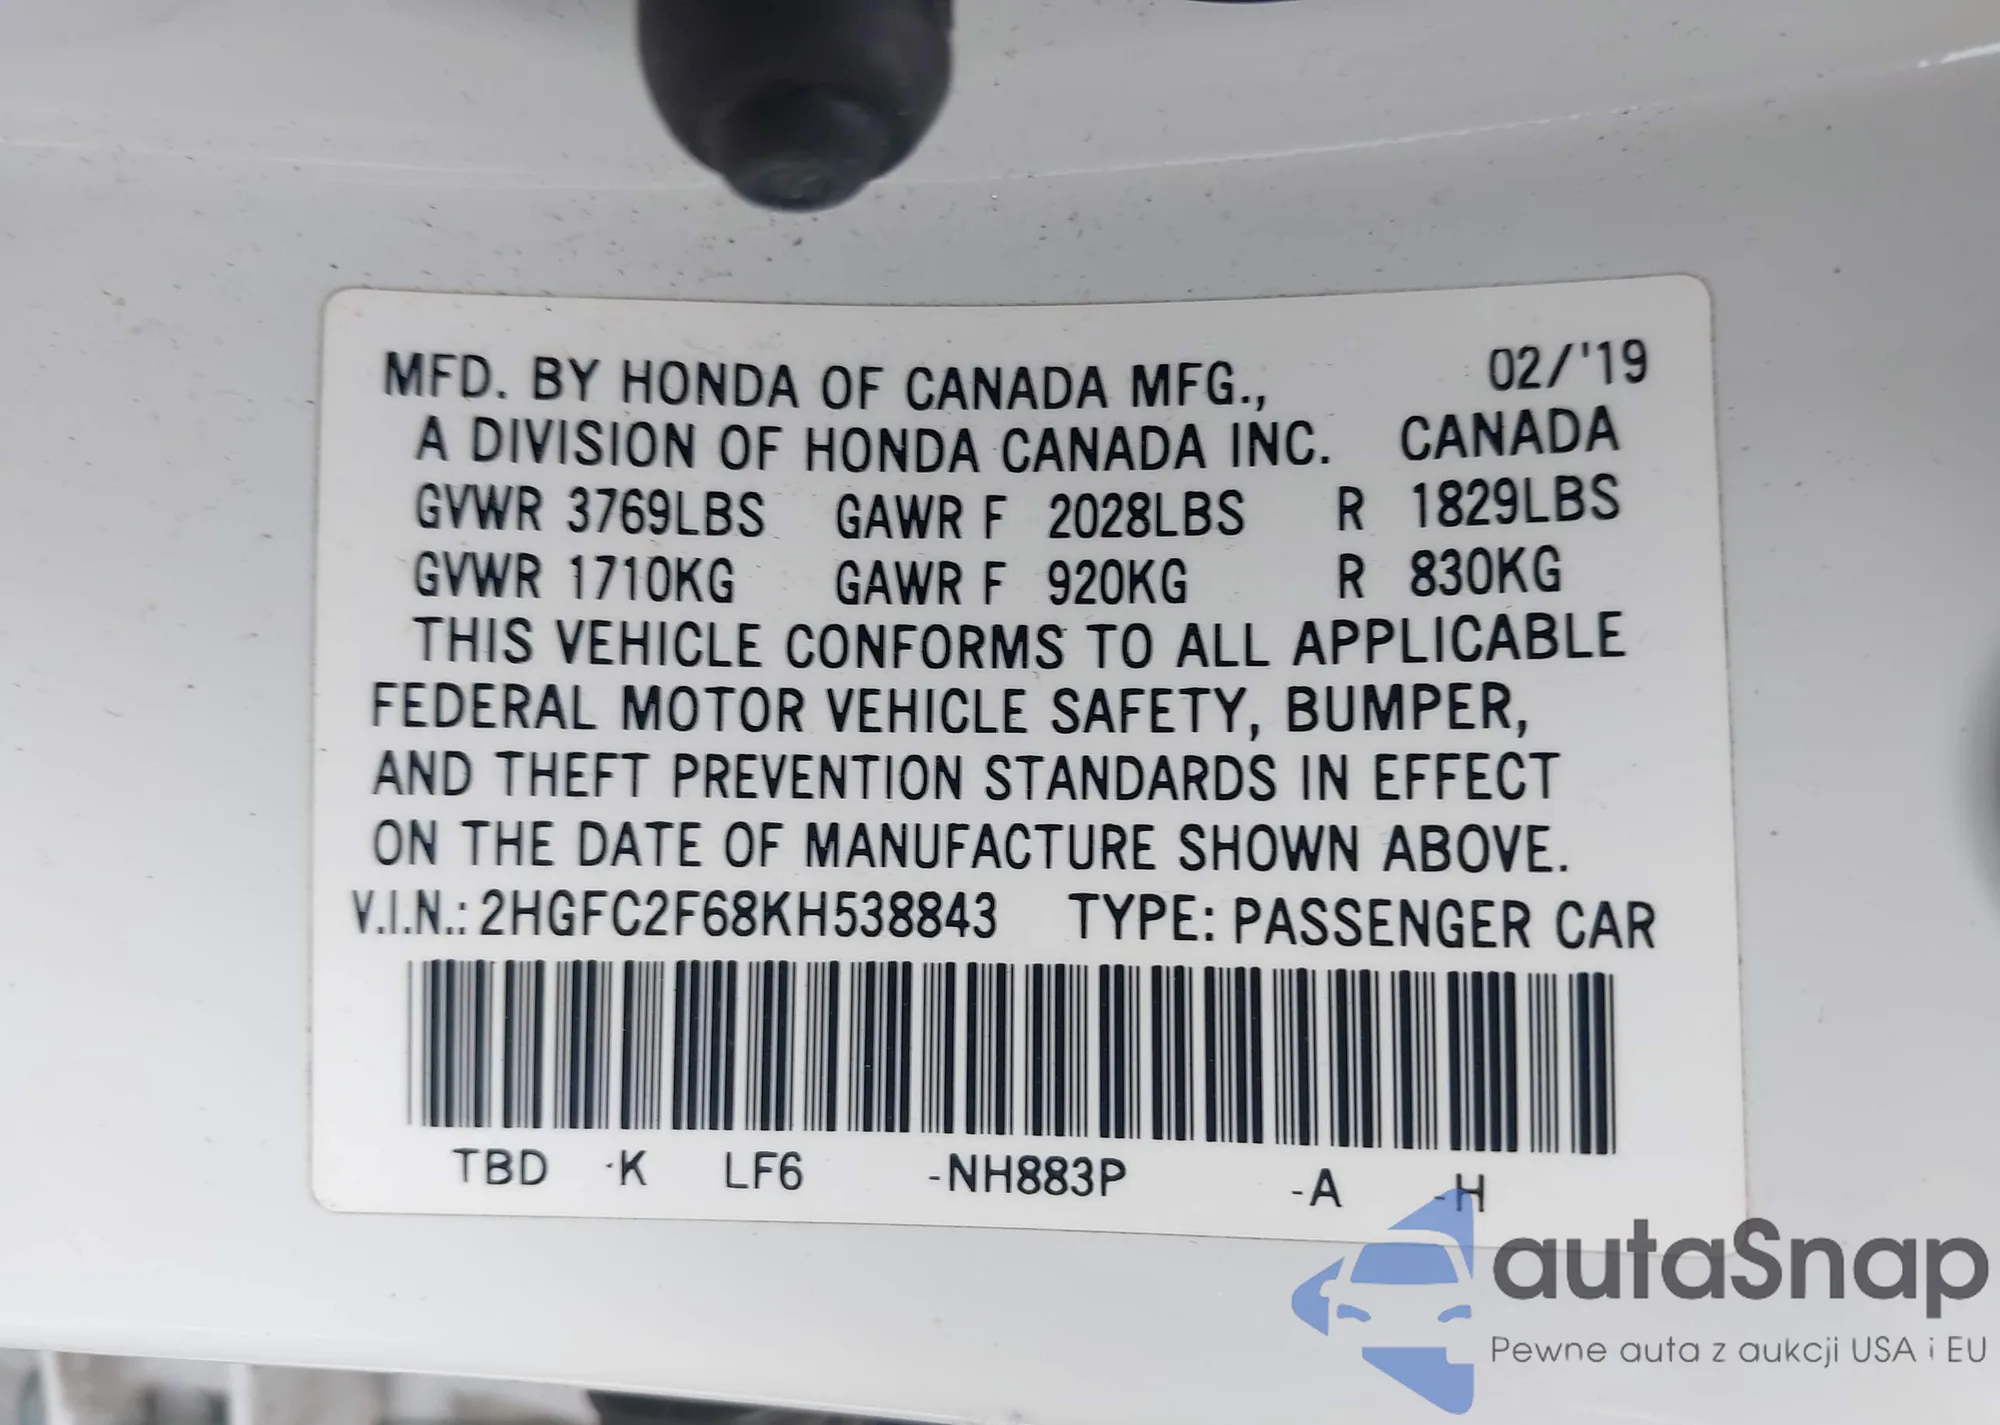 MFD. BY HONDA OF CANADA MFG., 02/'19
A DIVISION OF HONDA CANADA INC. CANADA
GVWR 3769LBS GAWR F 2028LBS R 1829LBS
GVWR 1710KG GAWR F 920KG R 830KG
THIS VEHICLE CONFORMS TO ALL APPLICABLE
FEDERAL MOTOR VEHICLE SAFETY, BUMPER,
AND THEFT PREVENTION STANDARDS IN EFFECT
ON THE DATE OF MANUFACTURE SHOWN ABOVE.
V.I.N.: 2HGFC2F68KH538843 TYPE: PASSENGER CAR
TBD -K LF6 -NH883P -A -H
autaSnap
Pewne auta z aukcji USA i EU